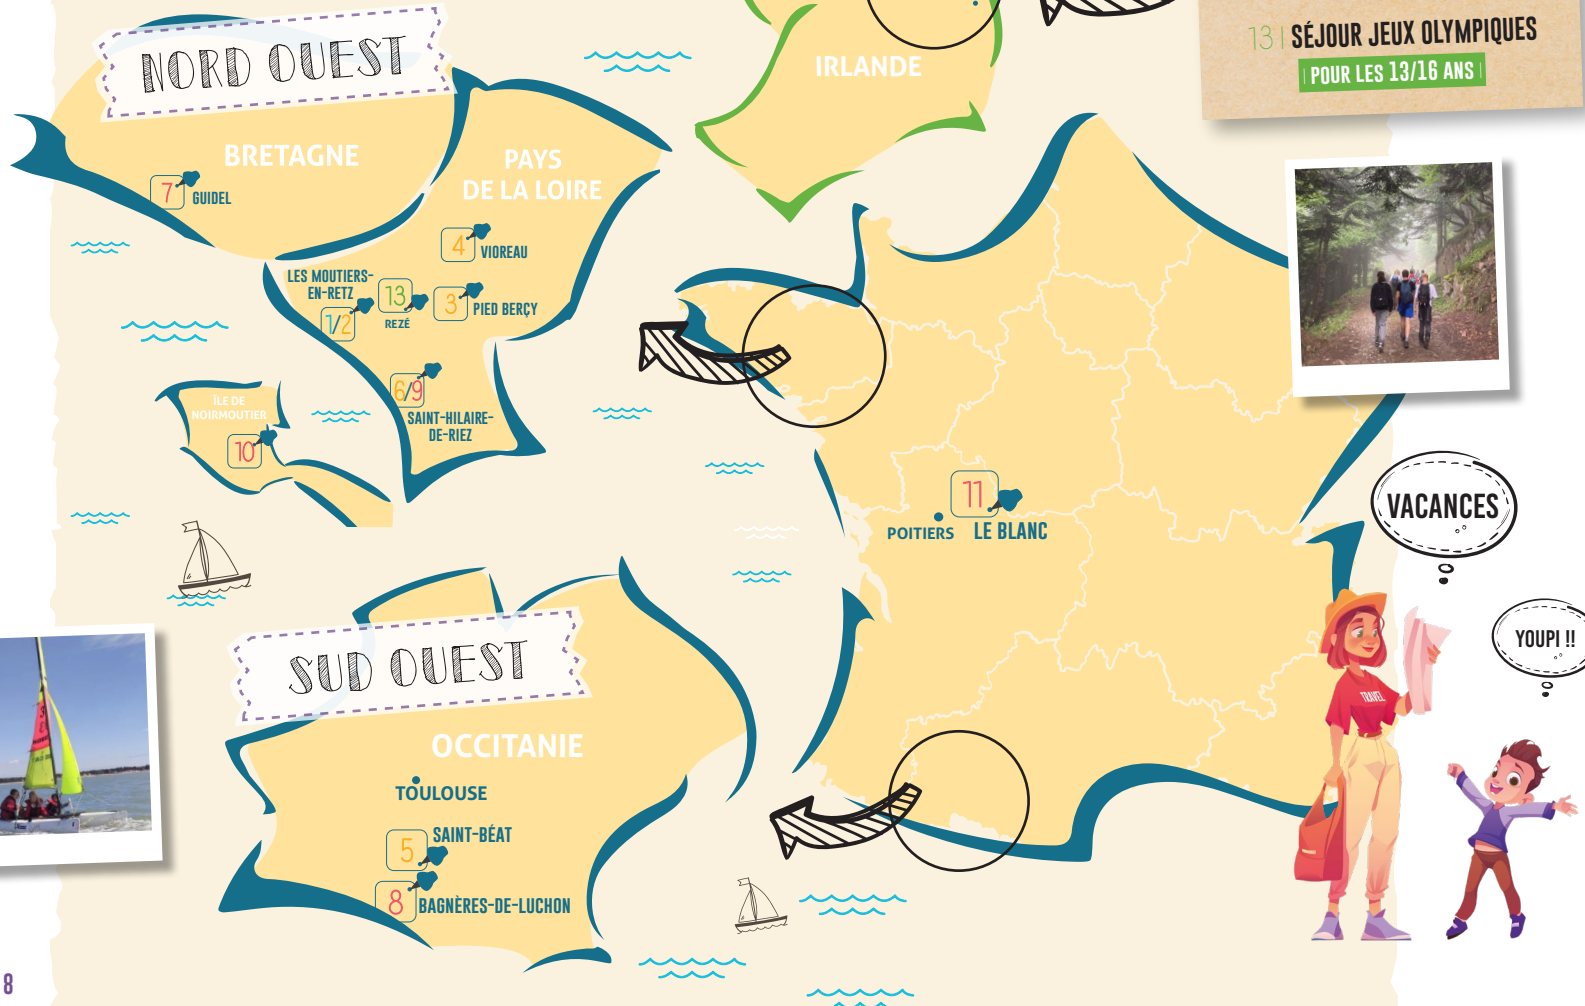 NORD OUEST
BRETAGNE
7
GUIDEL
PAYS
DE LA LOIRE
4
VIOREAU
LES MOUTIERS-
EN-RETZ
1/2
13
REZÉ
3
PIED BERÇY
6/9
SAINT-HILAIRE-
DE-RIEZ
ÎLE DE
NOIRMOUTIER
10
IRLANDE
13 | SÉJOUR JEUX OLYMPIQUES
| POUR LES 13/16 ANS |
11
POITIERS
LE BLANC
VACANCES
YOUPI !!
TRAVEL
SUD OUEST
OCCITANIE
TOULOUSE
5
SAINT-BÉAT
8
BAGNÈRES-DE-LUCHON
8